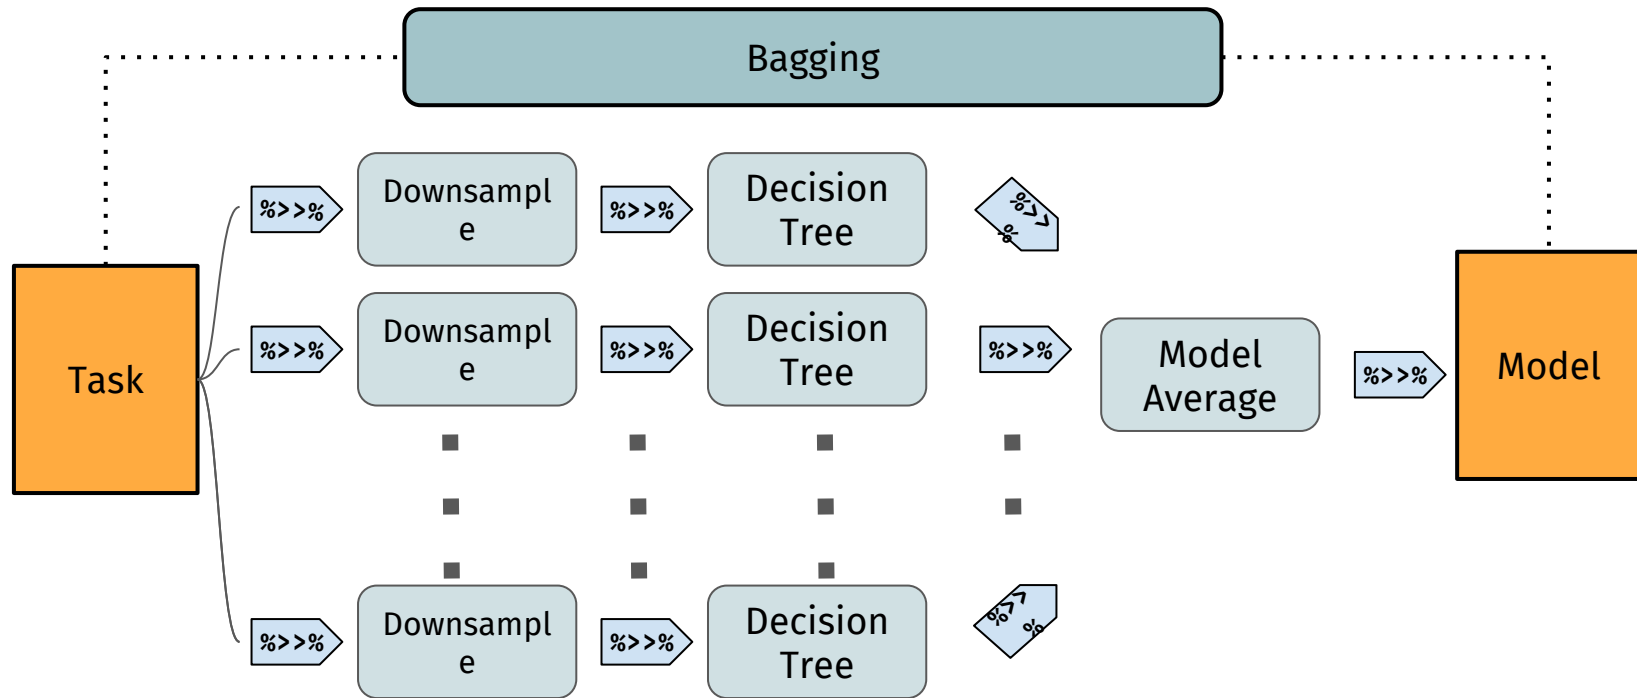 Bagging
%>>%
Downsampl
e
%>>%
Decision
Tree
%>>
%
%>>%
Downsampl
e
%>>%
Decision
Tree
%>>%
Task
Model
Average
%>>%
Model
%>>%
Downsampl
e
%>>%
Decision
Tree
%>>
%